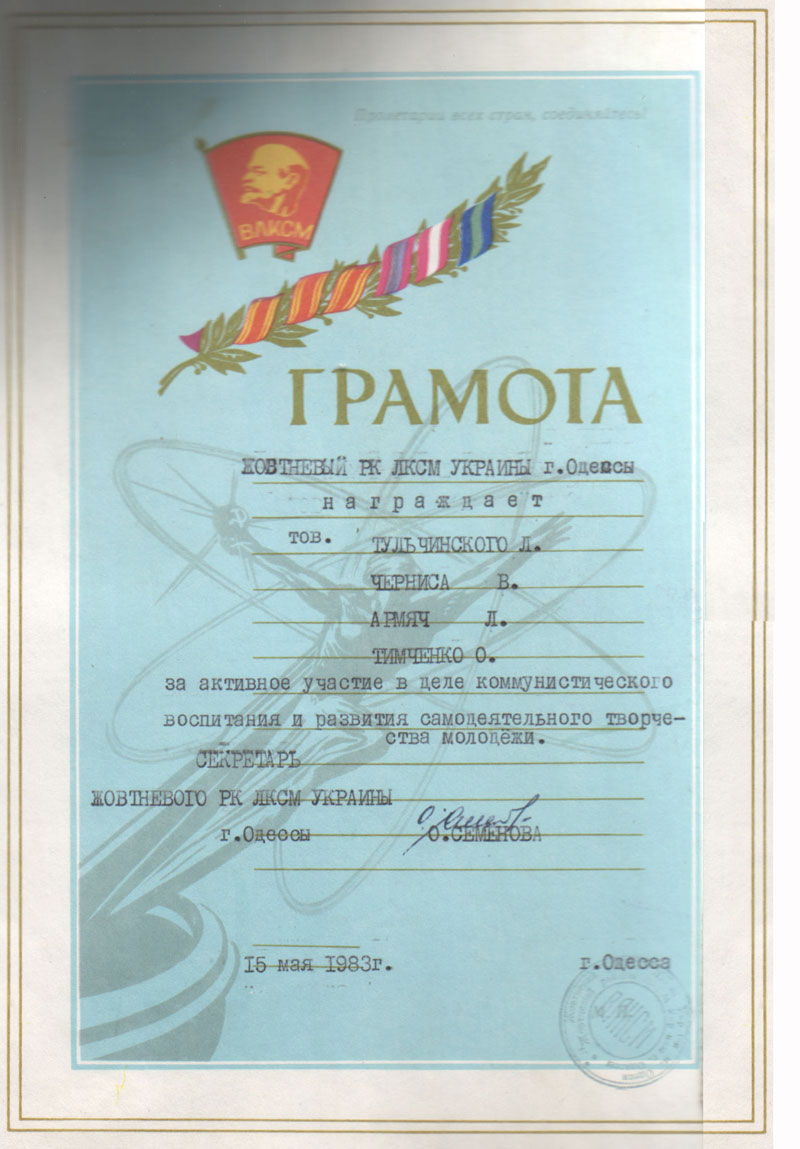 Пролетарии всех стран, соединяйтесь!
ВЛКСМ
ГРАМОТА
ЖОВТНЕВЫЙ РК ЛКСМ УКРАИНЫ г.Одессы
награждает
тов. ТУЛЬЧИНСКОГО Л.
ЧЕРНИСА В.
АРМЯЧ Л.
ТИМЧЕНКО О.
за активное участие в деле коммунистического
воспитания и развития самодеятельного творче-
ства молодёжи.
СЕКРЕТАРЬ
ЖОВТНЕВОГО РК ЛКСМ УКРАИНЫ
г.Одессы О.СЕМЕНОВА
15 мая 1983г. г.Одесса